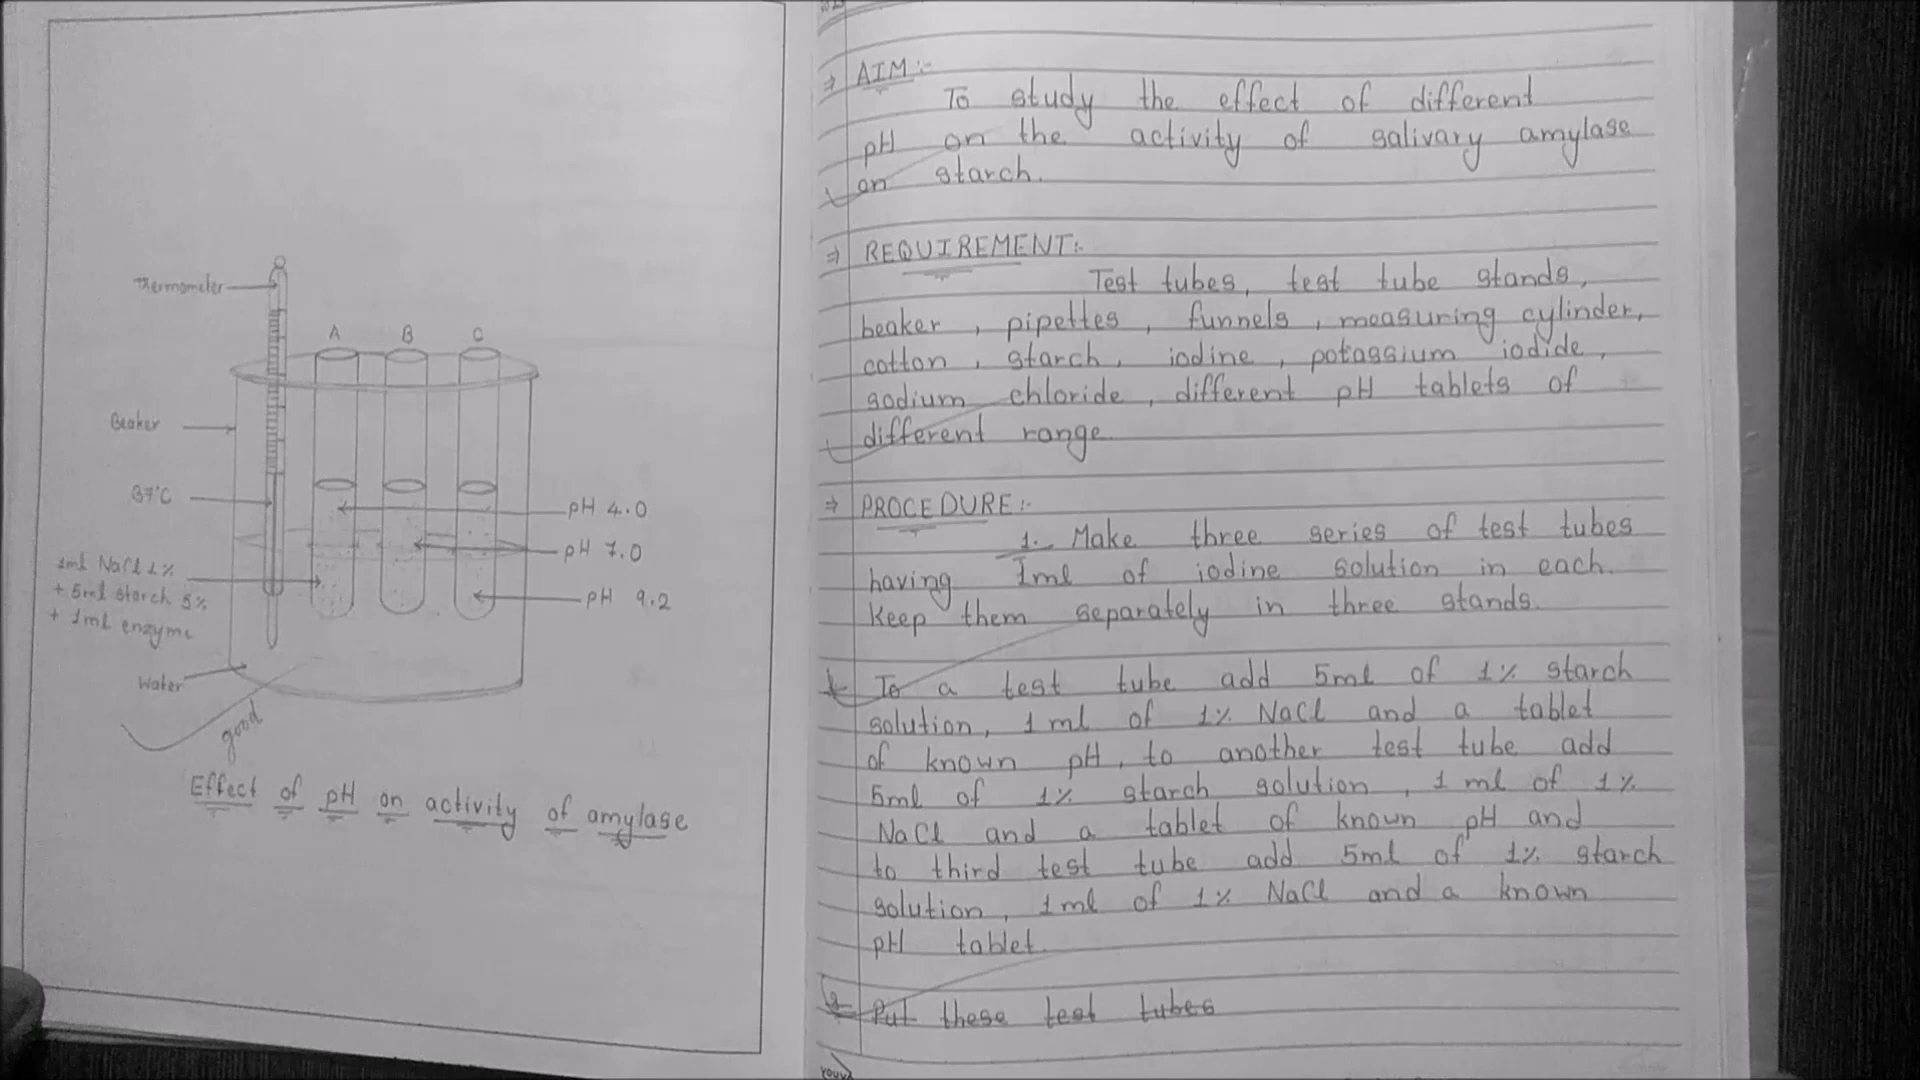 Thermometer
A B C
Beaker
37°C
pH 4.0
pH 7.0
1ml NaCl 1%
+ 5ml starch 5%
+ 1ml enzyme
pH 9.2
Water
good
Effect of pH on activity of amylase
⇒ AIM:-
To study the effect of different
pH on the activity of salivary amylase
on starch.
⇒ REQUIREMENT:-
Test tubes, test tube stands,
beaker, pipettes, funnels, measuring cylinder,
cotton, starch, iodine, potassium iodide,
sodium chloride, different pH tablets of
different range.
⇒ PROCEDURE:-
1. Make three series of test tubes
having 1ml of iodine solution in each.
Keep them separately in three stands.
To a test tube add 5ml of 1% starch
solution, 1 ml of 1% NaCl and a tablet
of known pH, to another test tube add
5ml of 1% starch solution, 1 ml of 1%
NaCl and a tablet of known pH and
to third test tube add 5ml of 1% starch
solution, 1ml of 1% NaCl and a known
pH tablet.
Put these test tubes
youva